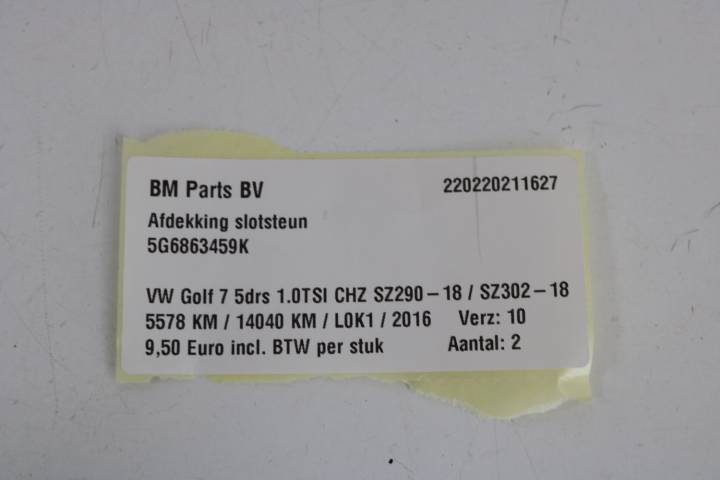 BM Parts BV 220220211627
Afdekking slotsteun
5G6863459K
VW Golf 7 5drs 1.0TSI CHZ SZ290-18 / SZ302-18
5578 KM / 14040 KM / L0K1 / 2016 Verz: 10
9,50 Euro incl. BTW per stuk Aantal: 2